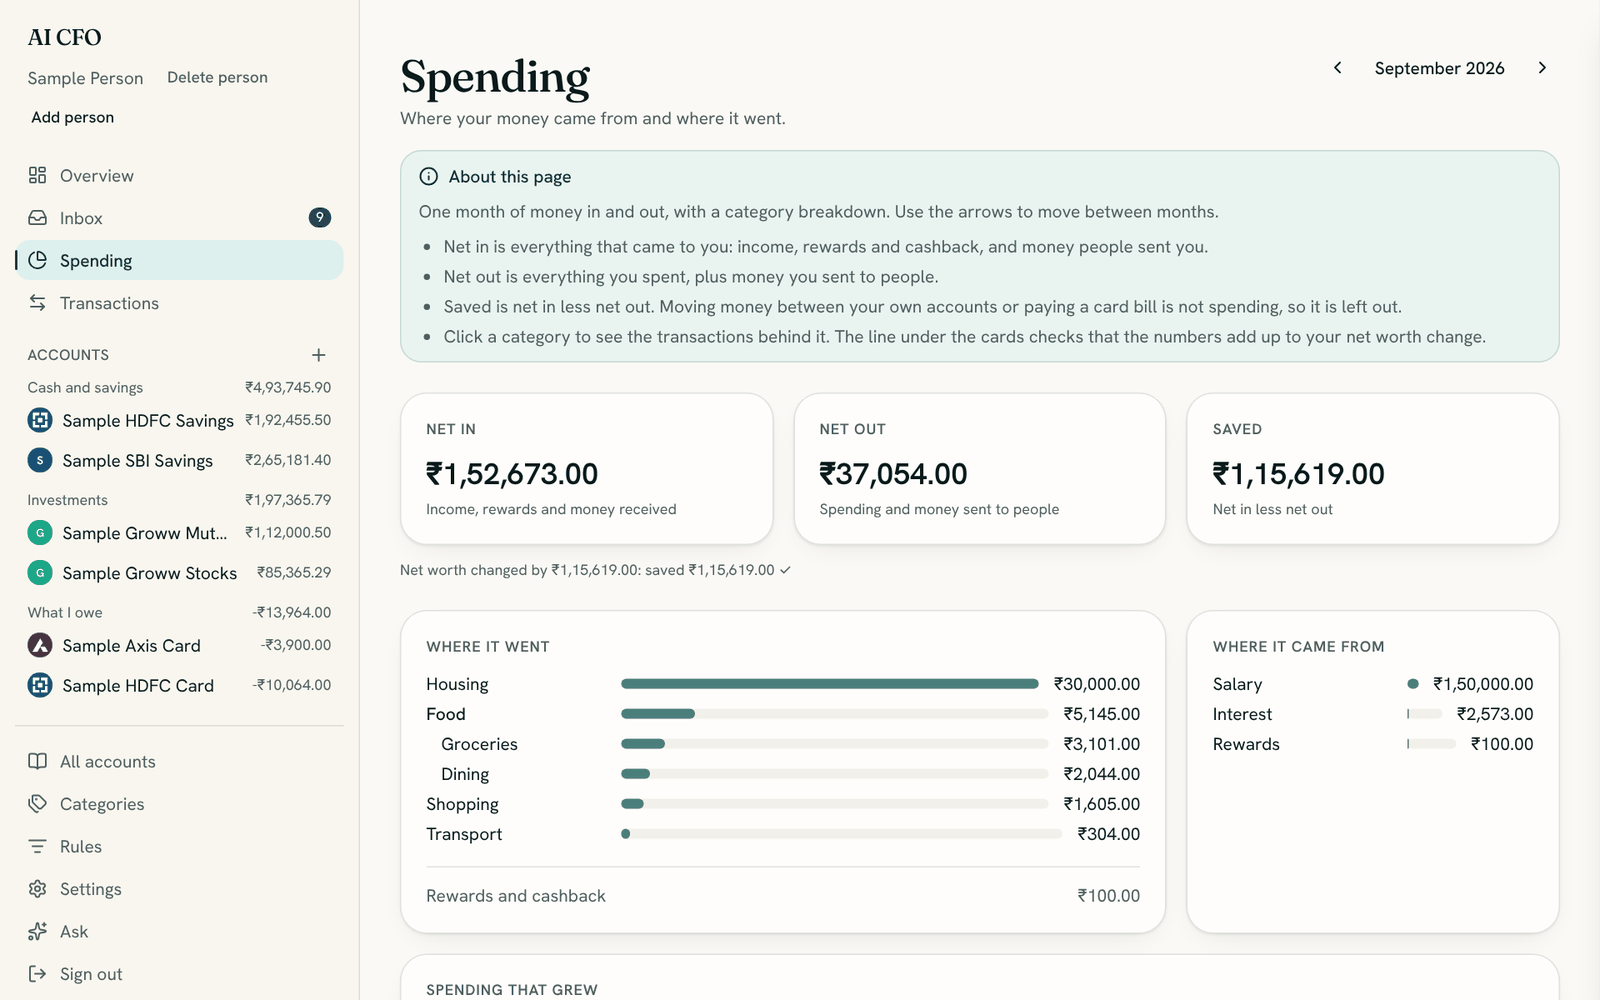 AI CFO
Sample Person Delete person
Add person
Overview
Inbox 9
Spending
Transactions
ACCOUNTS
Cash and savings ₹4,93,745.90
Sample HDFC Savings ₹1,92,455.50
S Sample SBI Savings ₹2,65,181.40
Investments ₹1,97,365.79
G Sample Groww Mut... ₹1,12,000.50
G Sample Groww Stocks ₹85,365.29
What I owe -₹13,964.00
Sample Axis Card -₹3,900.00
Sample HDFC Card -₹10,064.00
All accounts
Categories
Rules
Settings
Ask
Sign out
Spending
September 2026
Where your money came from and where it went.
About this page
One month of money in and out, with a category breakdown. Use the arrows to move between months.
• Net in is everything that came to you: income, rewards and cashback, and money people sent you.
• Net out is everything you spent, plus money you sent to people.
• Saved is net in less net out. Moving money between your own accounts or paying a card bill is not spending, so it is left out.
• Click a category to see the transactions behind it. The line under the cards checks that the numbers add up to your net worth change.
NET IN
₹1,52,673.00
Income, rewards and money received
NET OUT
₹37,054.00
Spending and money sent to people
SAVED
₹1,15,619.00
Net in less net out
Net worth changed by ₹1,15,619.00: saved ₹1,15,619.00 ✓
WHERE IT WENT
Housing ₹30,000.00
Food ₹5,145.00
Groceries ₹3,101.00
Dining ₹2,044.00
Shopping ₹1,605.00
Transport ₹304.00
Rewards and cashback ₹100.00
WHERE IT CAME FROM
Salary ₹1,50,000.00
Interest ₹2,573.00
Rewards ₹100.00
SPENDING THAT GREW